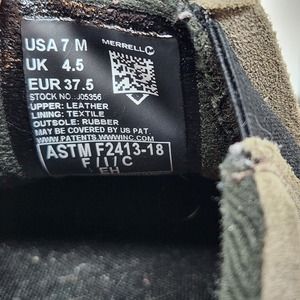 USA 7 M MERRELL
UK 4.5
EUR 37.5
STOCK NO.:J05356
UPPER: LEATHER
LINING: TEXTILE
OUTSOLE: RUBBER
MAY BE COVERED BY US PAT.
WWW.PATENTS.WWWINC.COM
ASTM F2413-18
F / I / C
EH